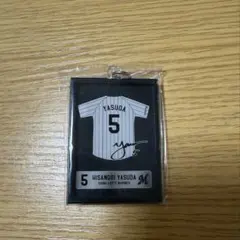 YASUDA
5
5 HISANORI YASUDA
CHIBA LOTTE MARINES
M